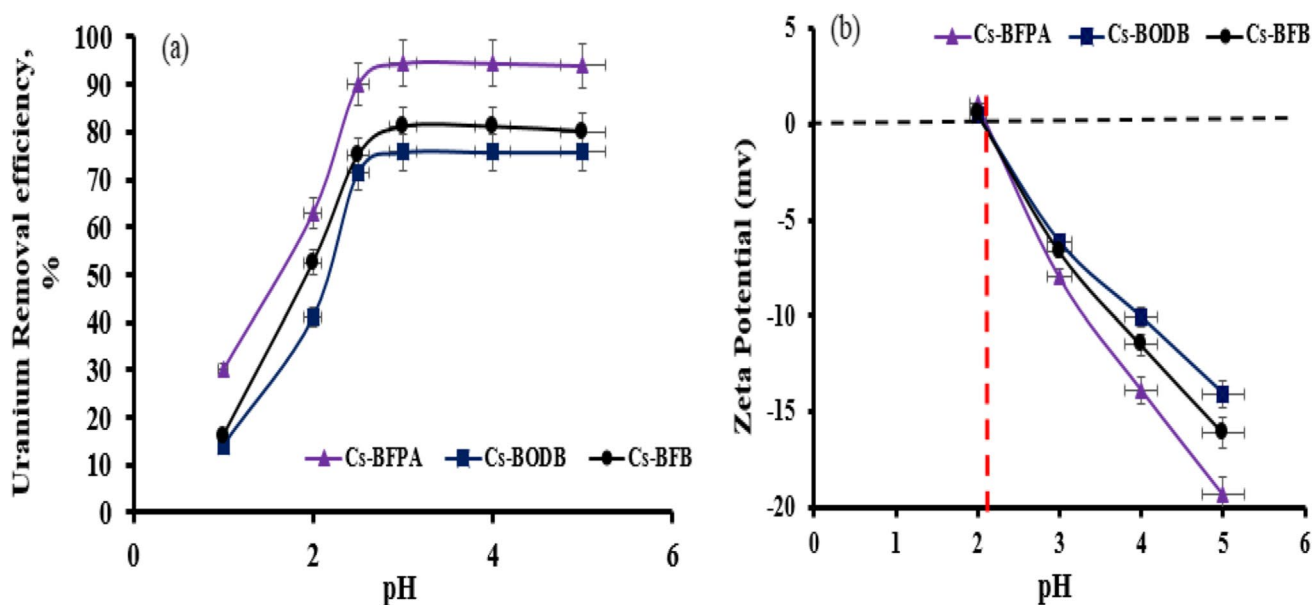 (a)
Uranium Removal efficiency,
%
100
90
80
70
60
50
40
30
20
10
0
Cs-BFPA Cs-BODB Cs-BFB
0 2 4 6
pH
(b)
Cs-BFPA Cs-BODB Cs-BFB
Zeta Potential (mv)
5
0
-5
-10
-15
-20
0 1 2 3 4 5 6
pH